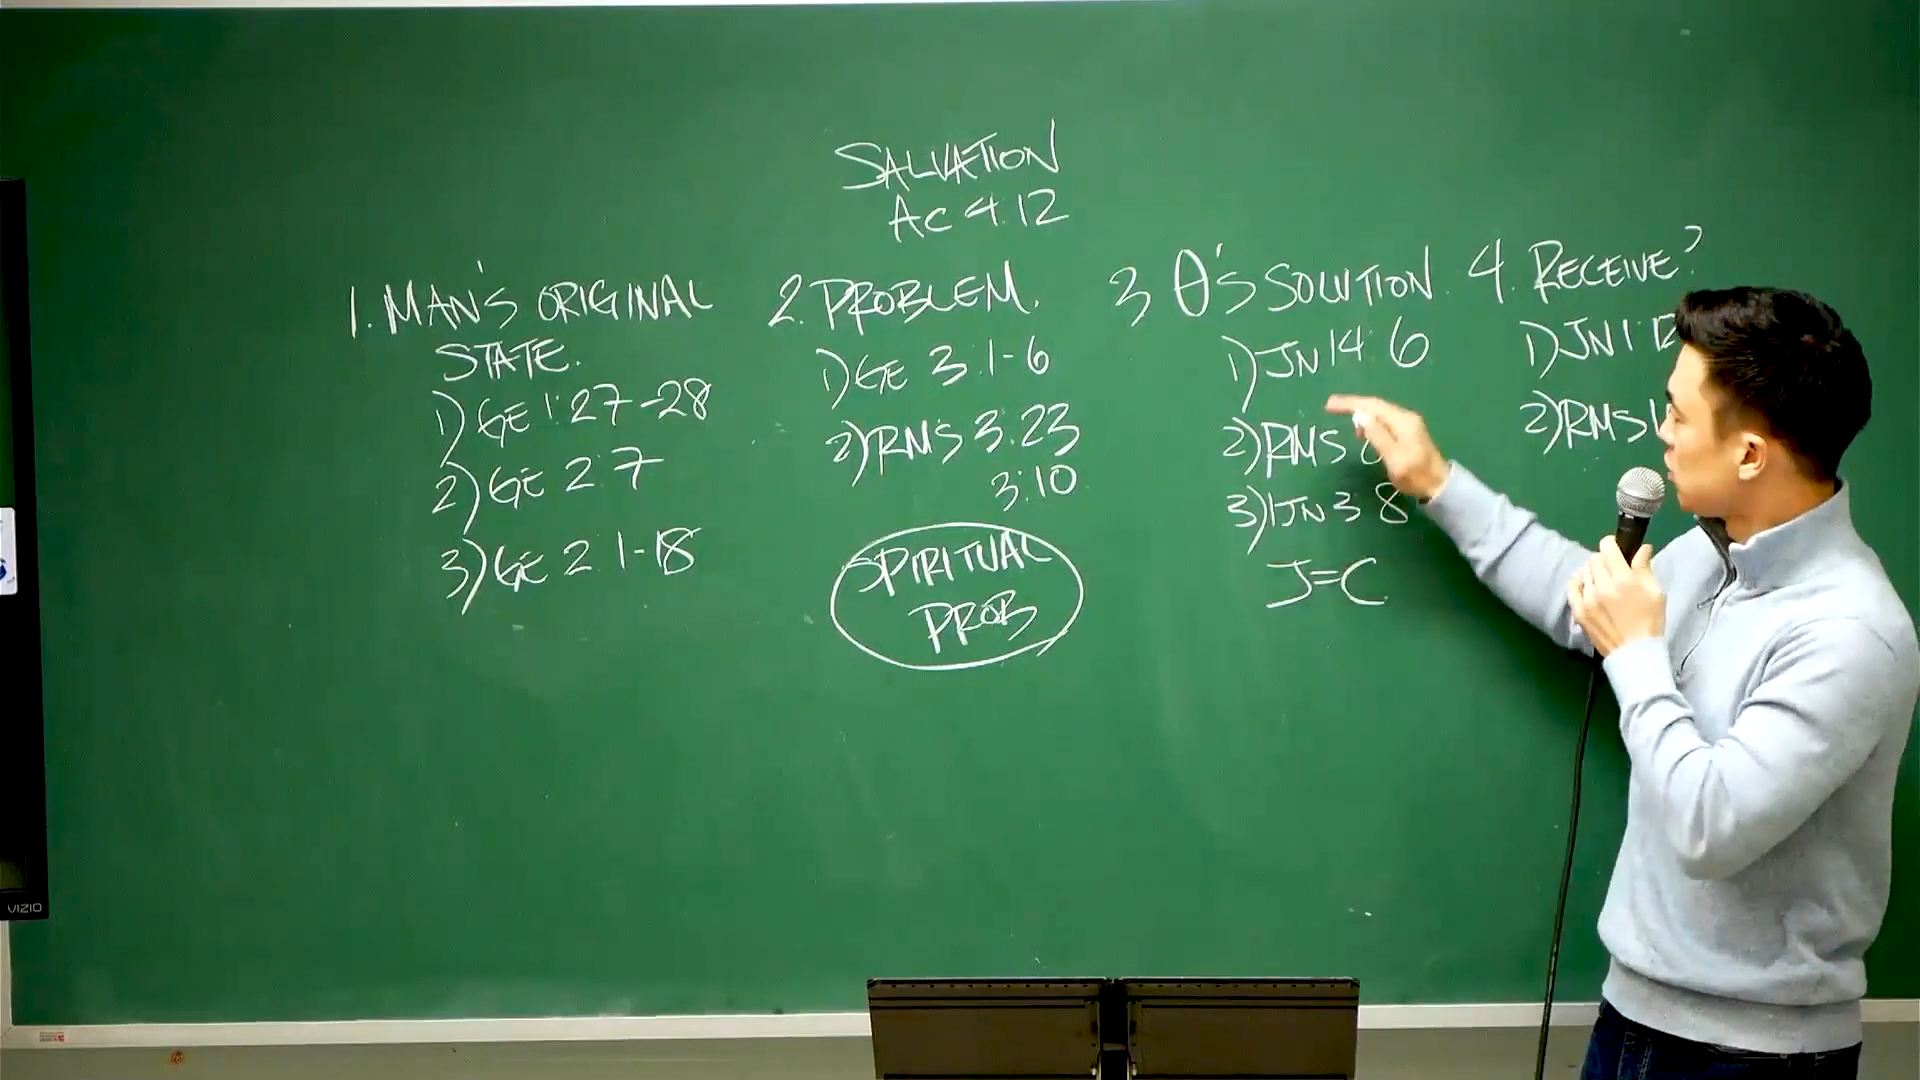 SALVATION
AC 4:12
1. MAN'S ORIGINAL
STATE.
1) GE 1:27-28
2) GE 2:7
3) GE 2:1-18
2. PROBLEM.
1) GE 3:1-6
2) RMS 3:23
3:10
SPIRITUAL
PROB
3 θ'S SOLUTION.
1) JN 14:6
2) RMS
3) 1JN 3:8
J=C
4. RECEIVE?
1) JN 1:12
2) RMS
VIZIO